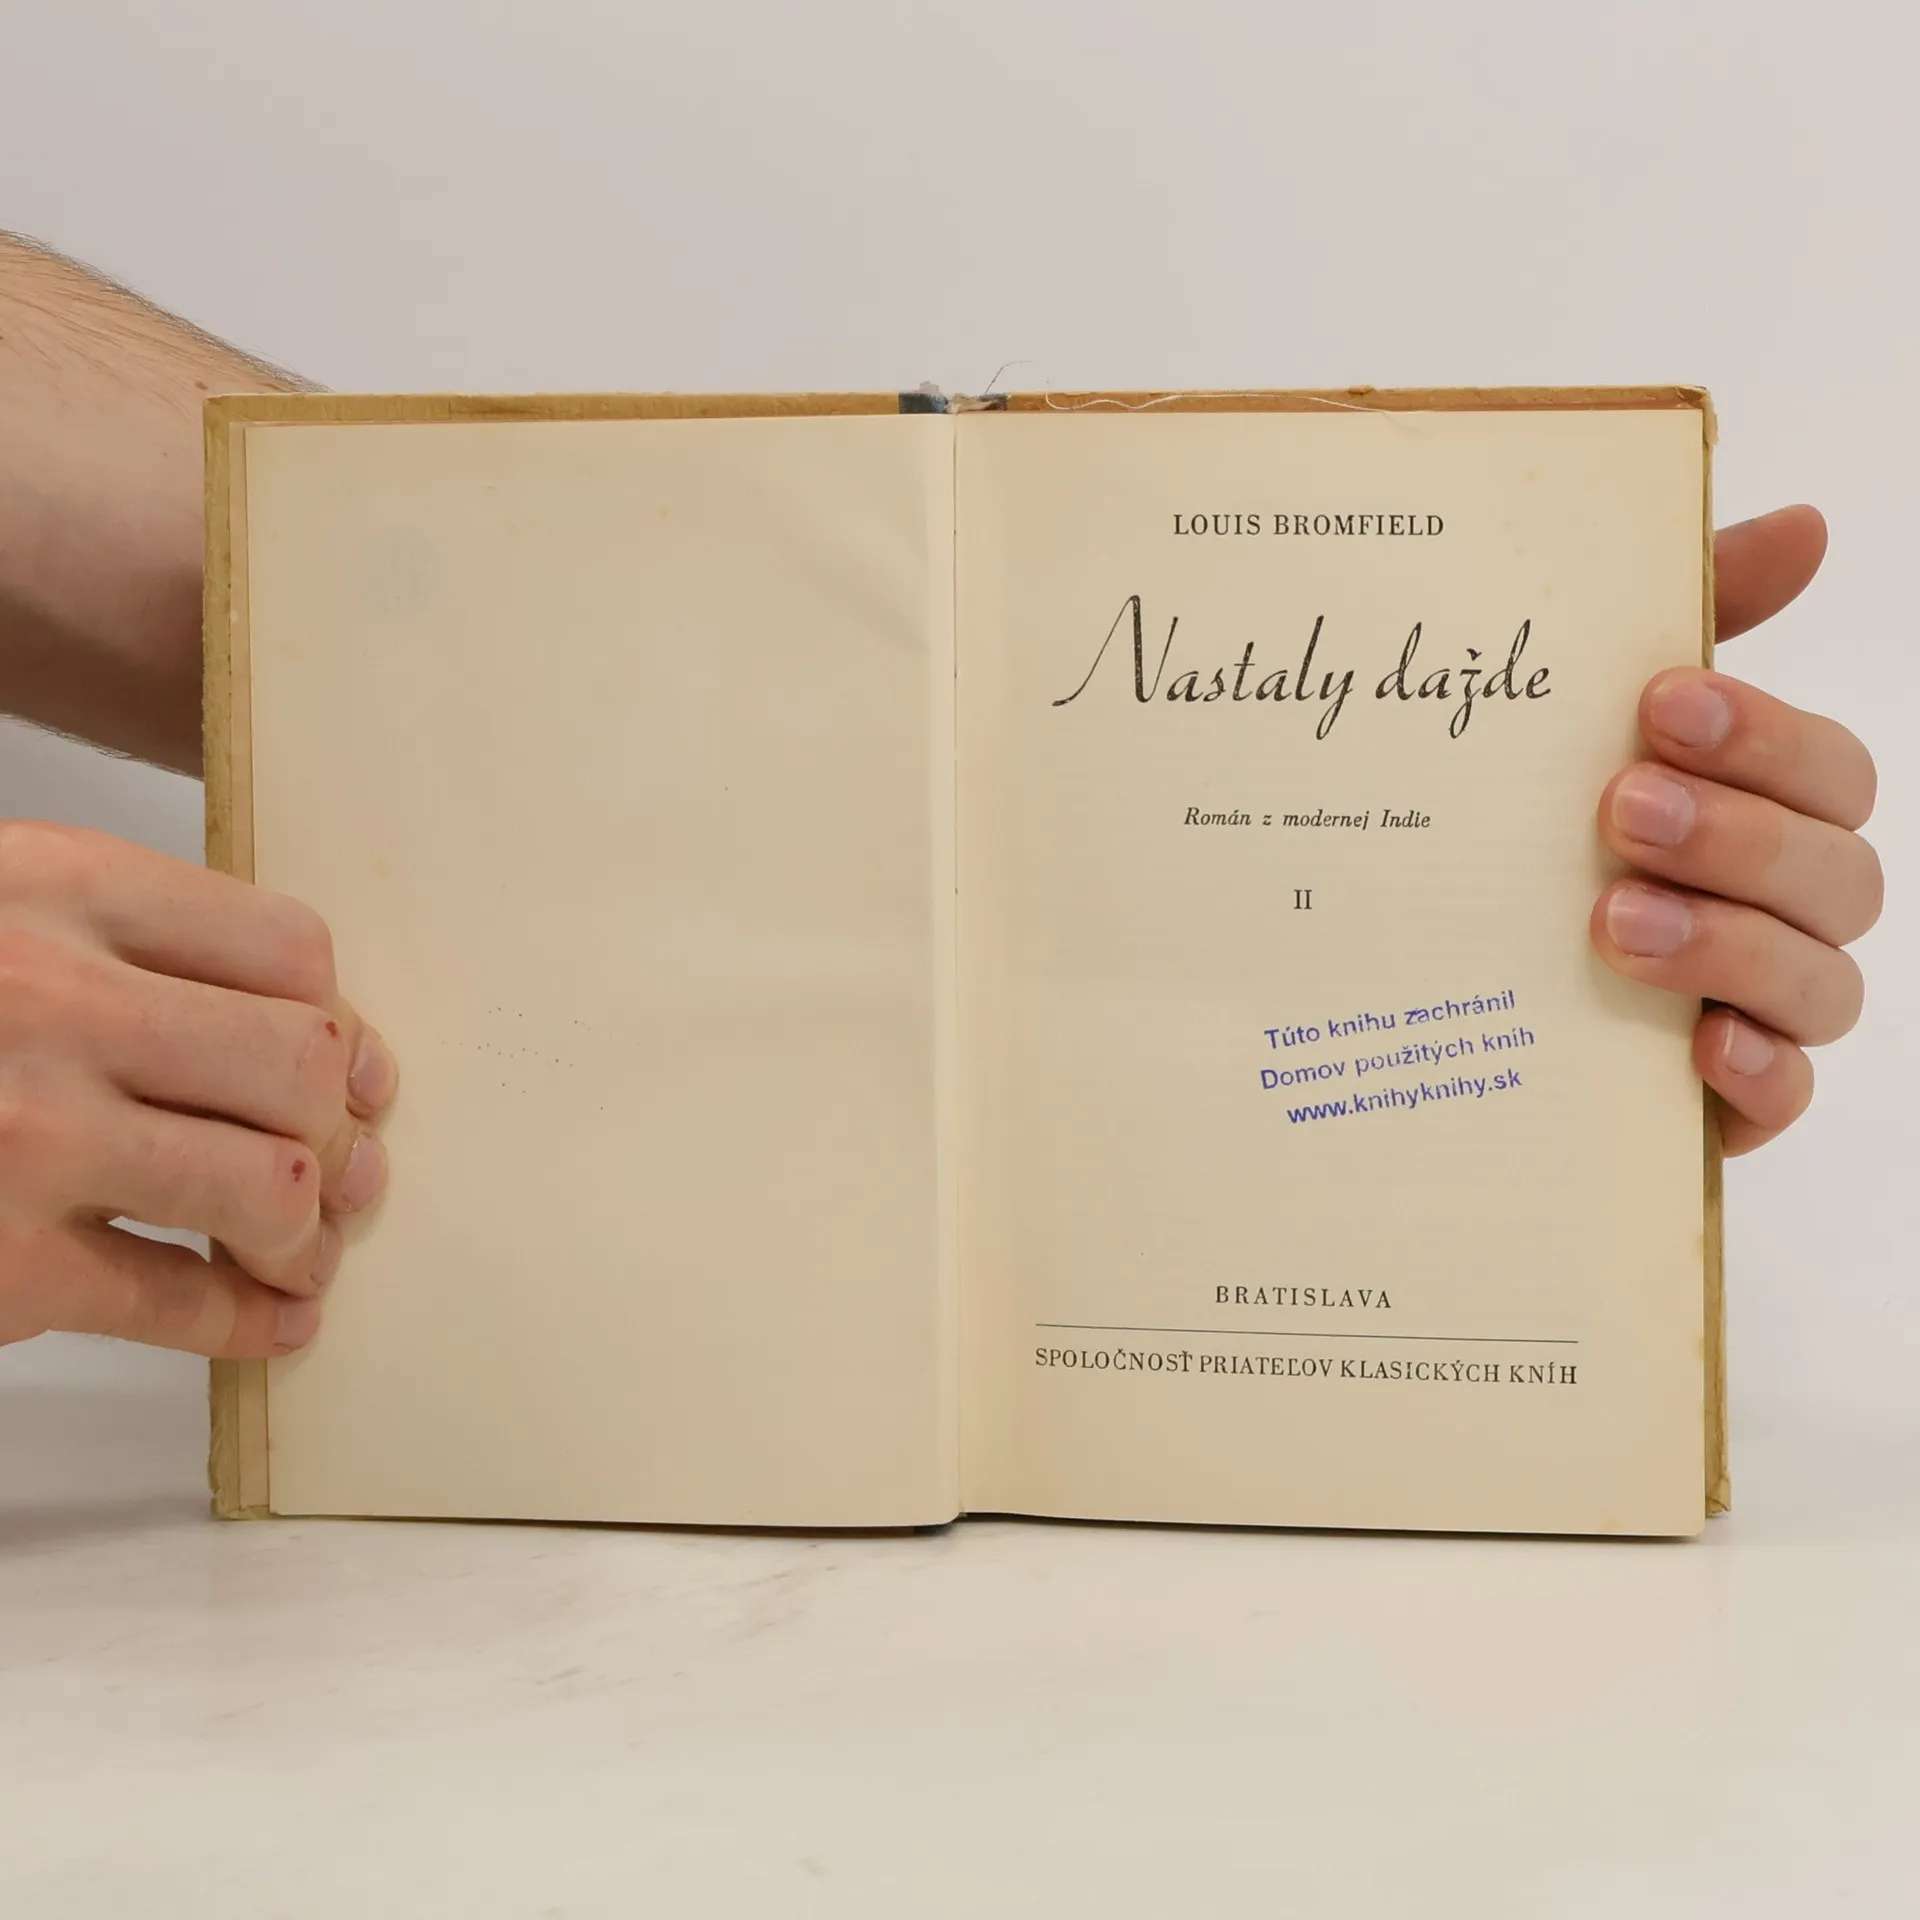 LOUIS BROMFIELD
Nastaly dažde
Román z modernej Indie
II
Túto knihu zachránil
Domov použitých kníh
www.knihyknihy.sk
BRATISLAVA
SPOLOČNOSŤ PRIATEĽOV KLASICKÝCH KNÍH